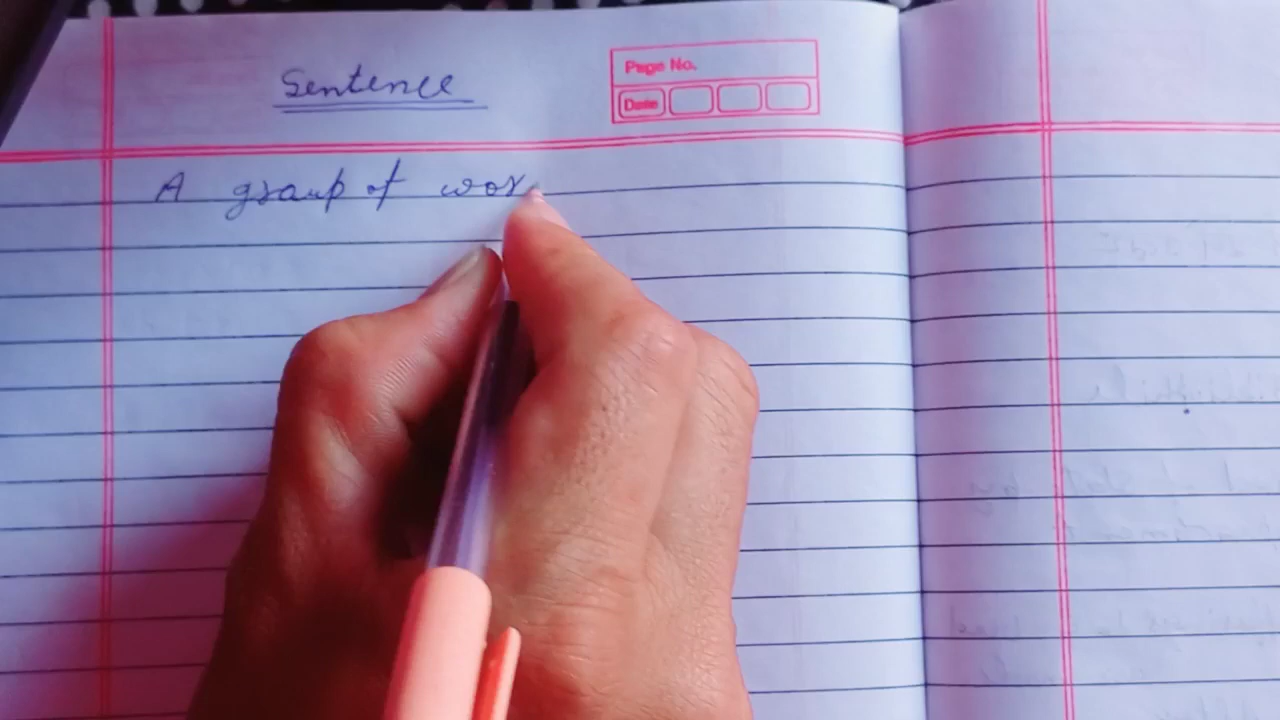 Sentence
Page No.
Date
A group of wor